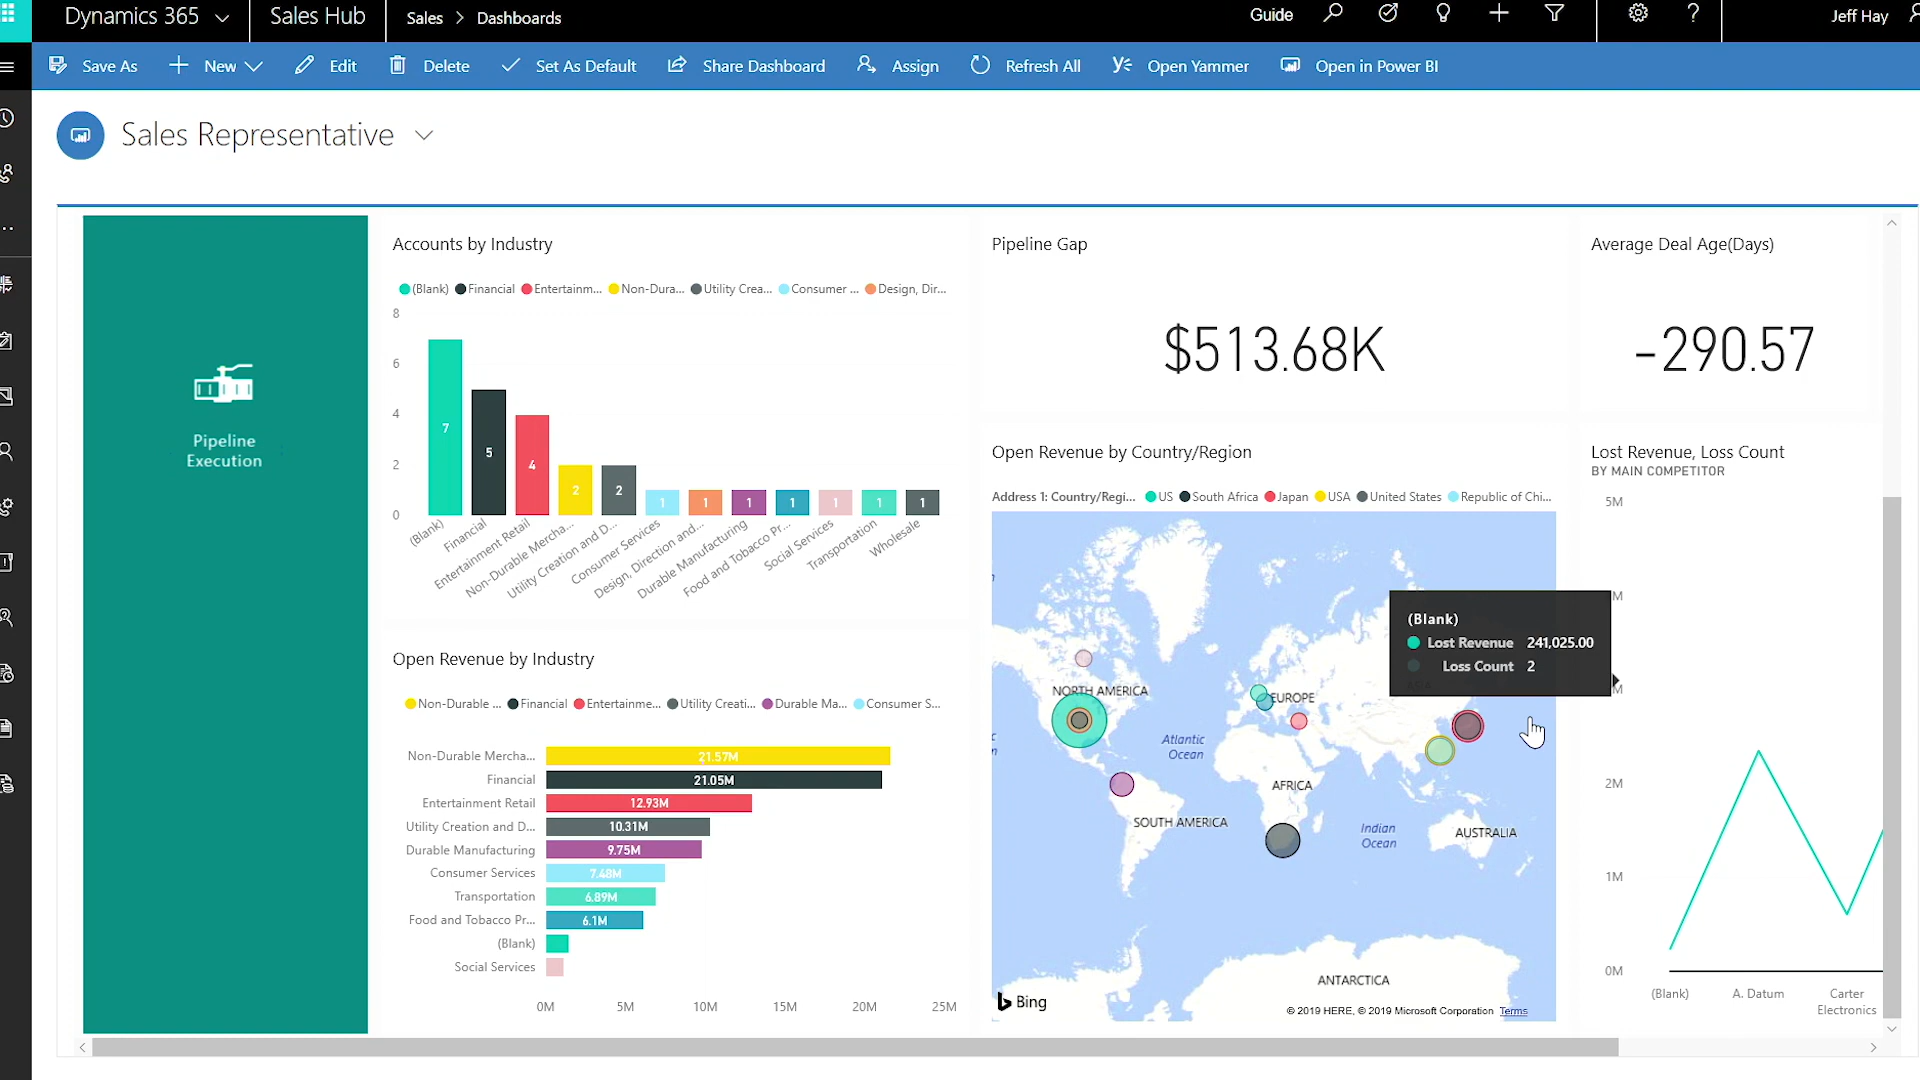 Dynamics 365
Sales Hub
Sales > Dashboards
Guide
Jeff Hay
Save As
New
Edit
Delete
Set As Default
Share Dashboard
Assign
Refresh All
Open Yammer
Open in Power BI
Sales Representative
Pipeline
Execution
Accounts by Industry
(Blank) Financial Entertainm... Non-Dura... Utility Crea... Consumer ... Design, Dir...
8
6
4
2
0
7
5
4
2
2
1
1
1
1
1
1
1
(Blank)
Financial
Entertainment Retail
Non-Durable Mercha...
Utility Creation and D...
Consumer Services
Design, Direction and...
Durable Manufacturing
Food and Tobacco Pr...
Social Services
Transportation
Wholesale
Open Revenue by Industry
Non-Durable ... Financial Entertainme... Utility Creati... Durable Ma... Consumer S...
Non-Durable Mercha... 21.57M
Financial 21.05M
Entertainment Retail 12.93M
Utility Creation and D... 10.31M
Durable Manufacturing 9.75M
Consumer Services 7.48M
Transportation 6.89M
Food and Tobacco Pr... 6.1M
(Blank)
Social Services
0M 5M 10M 15M 20M 25M
Pipeline Gap
$513.68K
Average Deal Age(Days)
-290.57
Open Revenue by Country/Region
Address 1: Country/Regi... US South Africa Japan USA United States Republic of Chi...
NORTH AMERICA
EUROPE
Atlantic
Ocean
AFRICA
SOUTH AMERICA
Indian
Ocean
AUSTRALIA
ANTARCTICA
Bing
© 2019 HERE, © 2019 Microsoft Corporation Terms
(Blank)
Lost Revenue 241,025.00
Loss Count 2
Lost Revenue, Loss Count
BY MAIN COMPETITOR
5M
M
M
2M
1M
0M
(Blank)
A. Datum
Carter
Electronics